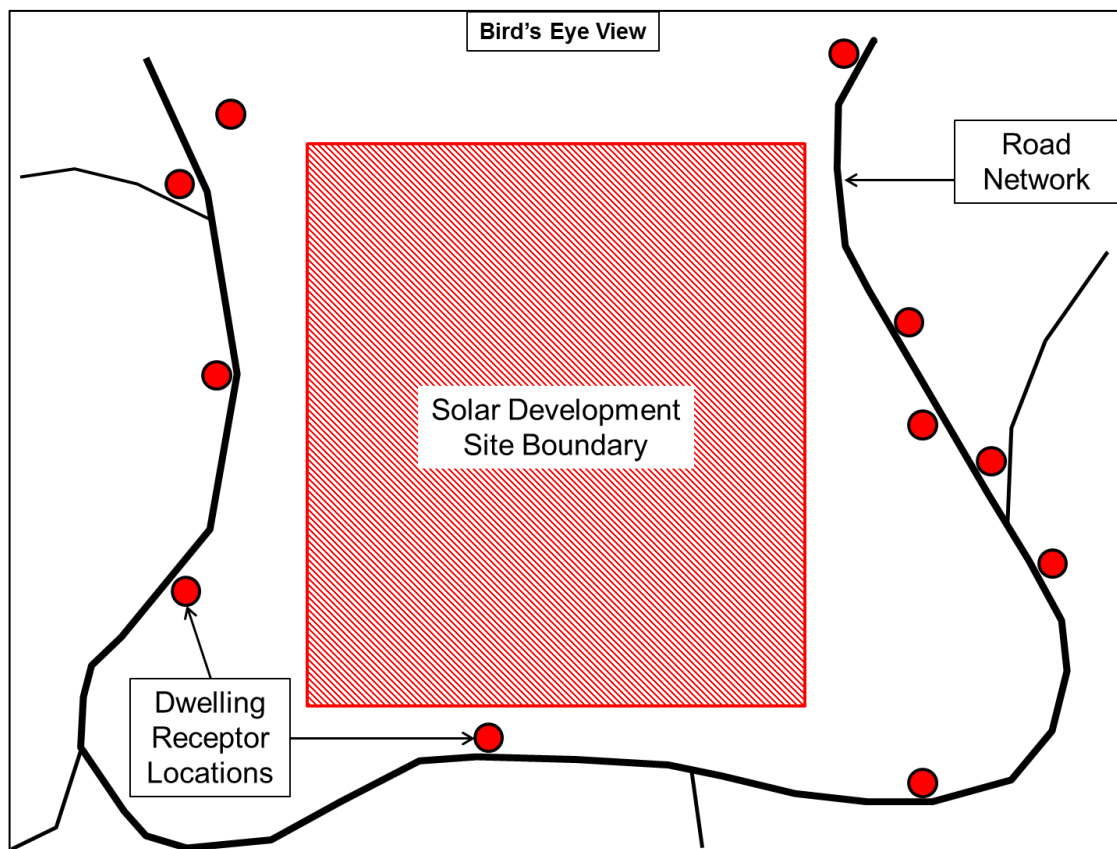 Bird's Eye View
Road
Network
Solar Development
Site Boundary
Dwelling
Receptor
Locations